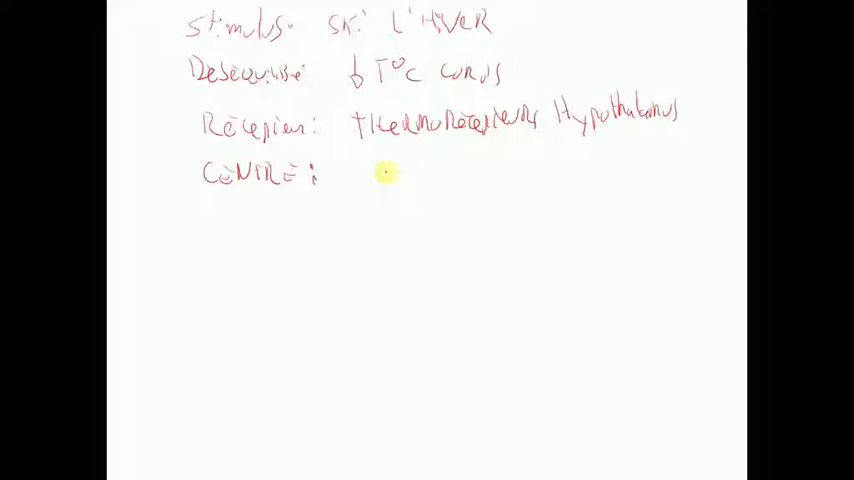 Stimulus: Ski L'HIVER
Déséquilibre ↓ T°C CORPS
Récepteur: thermoRécepteurs Hypothalamus
CENTRE: